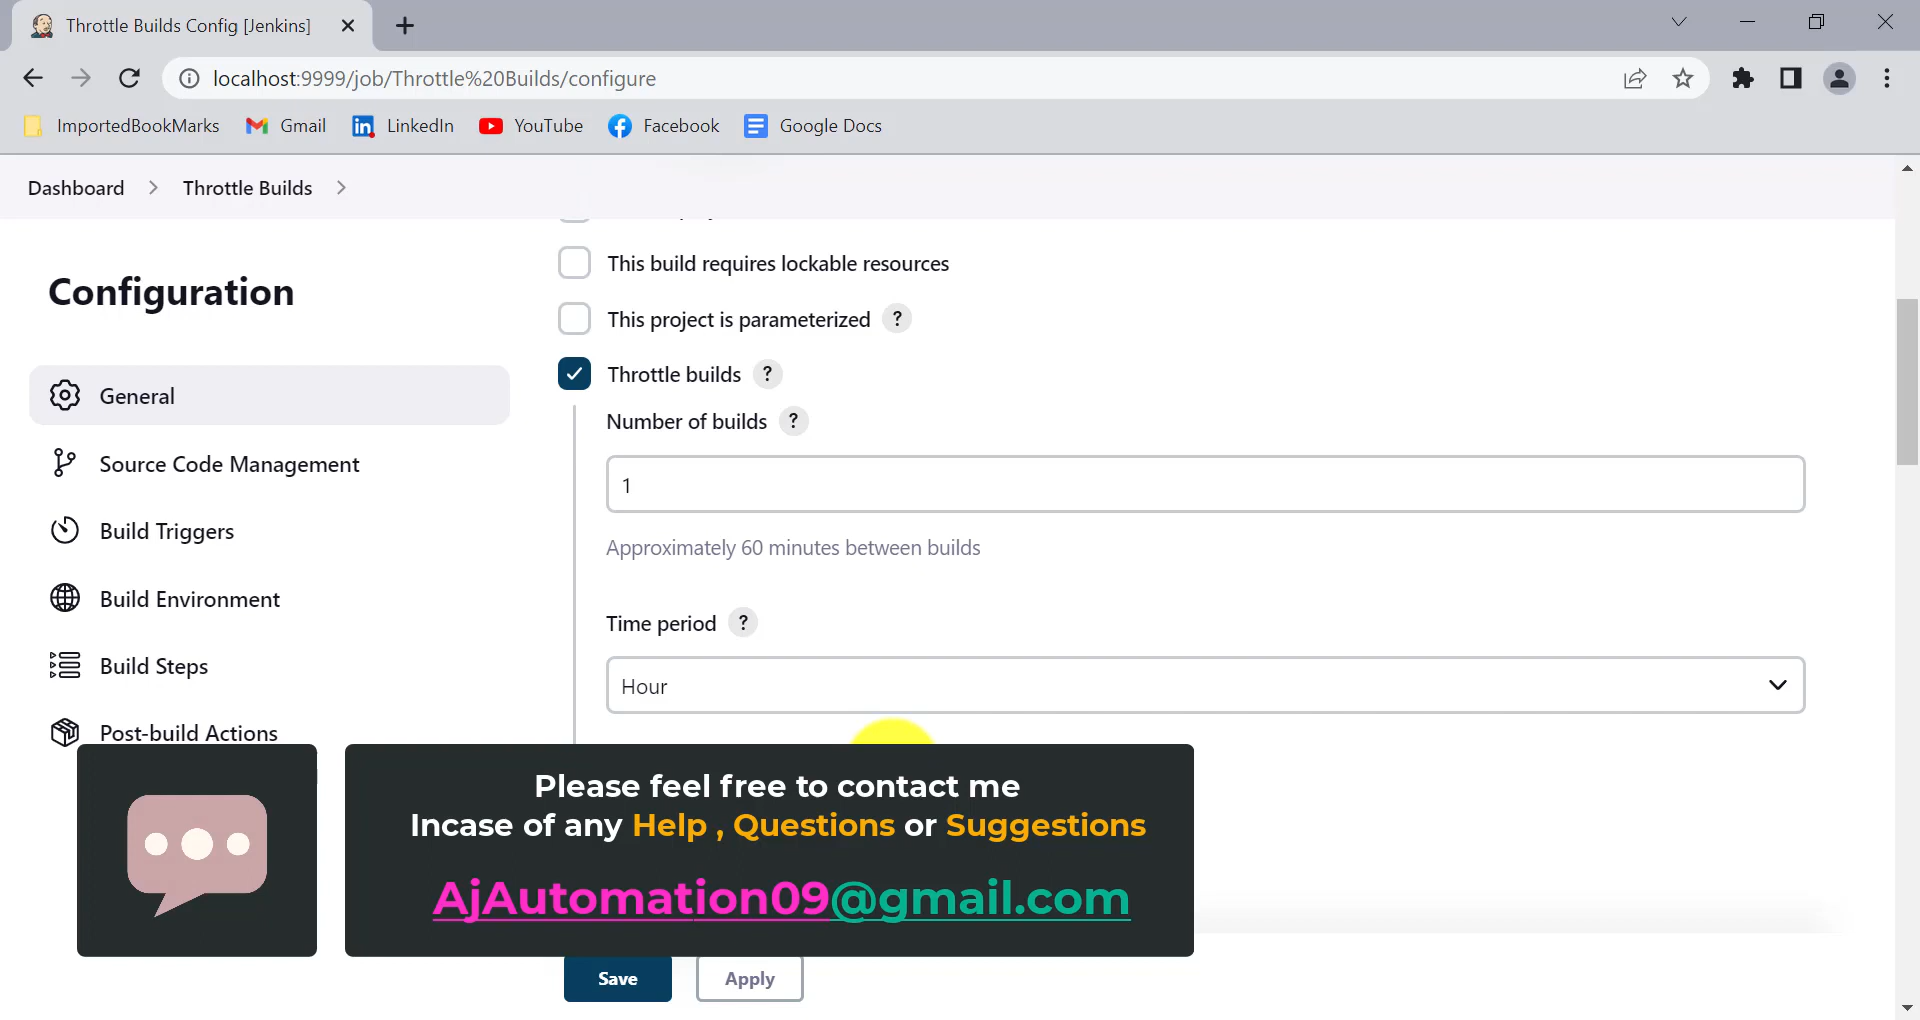 Throttle Builds Config [Jenkins]
localhost:9999/job/Throttle%20Builds/configure
ImportedBookMarks
Gmail
LinkedIn
YouTube
Facebook
Google Docs
Dashboard
Throttle Builds
Configuration
General
Source Code Management
Build Triggers
Build Environment
Build Steps
Post-build Actions
This build requires lockable resources
This project is parameterized ?
Throttle builds ?
Number of builds ?
1
Approximately 60 minutes between builds
Time period ?
Hour
Please feel free to contact me
Incase of any Help , Questions or Suggestions
AjAutomation09@gmail.com
Save
Apply